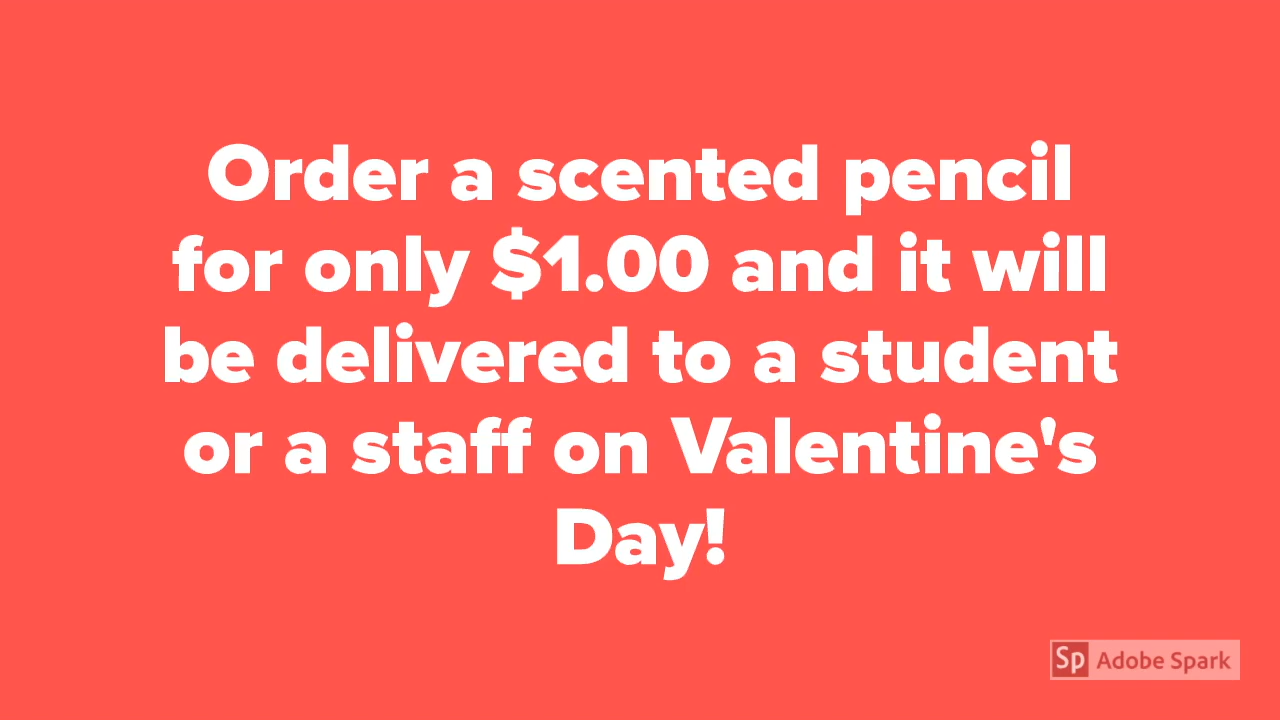 Order a scented pencil
for only $1.00 and it will
be delivered to a student
or a staff on Valentine's
Day!
Sp Adobe Spark